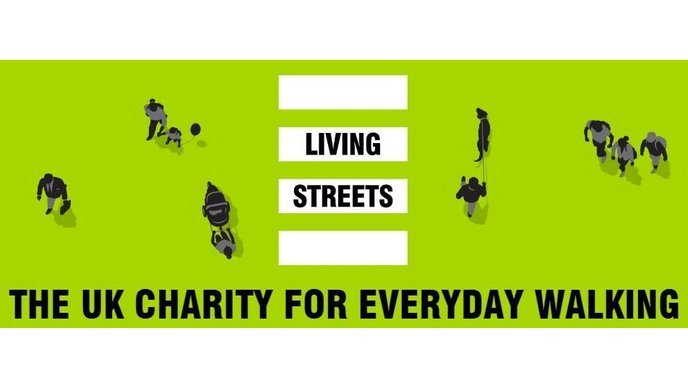 LIVING
STREETS
THE UK CHARITY FOR EVERYDAY WALKING